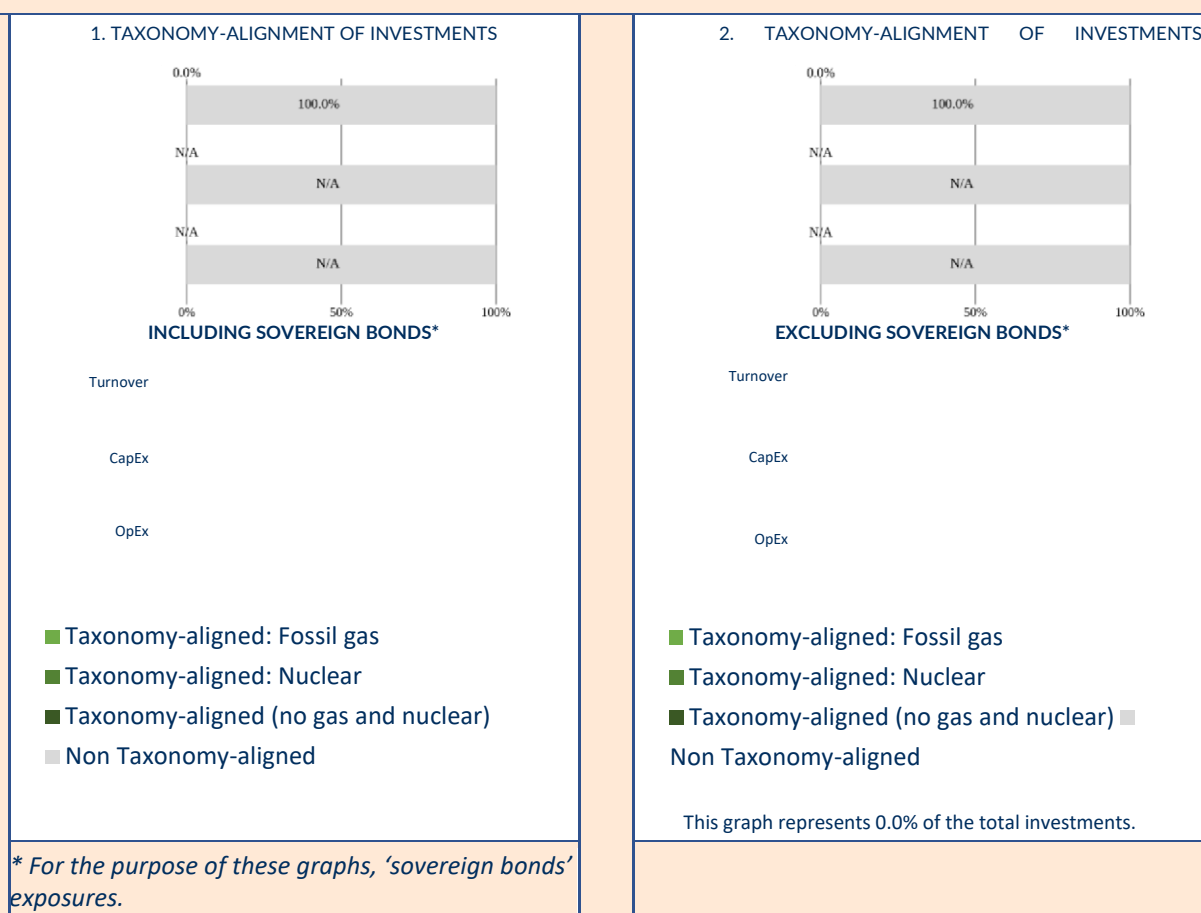 1. TAXONOMY-ALIGNMENT OF INVESTMENTS
0.0%
100.0%
N/A
N/A
N/A
N/A
0% 50% 100%
INCLUDING SOVEREIGN BONDS*
Turnover
CapEx
OpEx
Taxonomy-aligned: Fossil gas
Taxonomy-aligned: Nuclear
Taxonomy-aligned (no gas and nuclear)
Non Taxonomy-aligned
* For the purpose of these graphs, ‘sovereign bonds’
exposures.
2. TAXONOMY-ALIGNMENT OF INVESTMENTS
0.0%
100.0%
N/A
N/A
N/A
N/A
0% 50% 100%
EXCLUDING SOVEREIGN BONDS*
Turnover
CapEx
OpEx
Taxonomy-aligned: Fossil gas
Taxonomy-aligned: Nuclear
Taxonomy-aligned (no gas and nuclear)
Non Taxonomy-aligned
This graph represents 0.0% of the total investments.